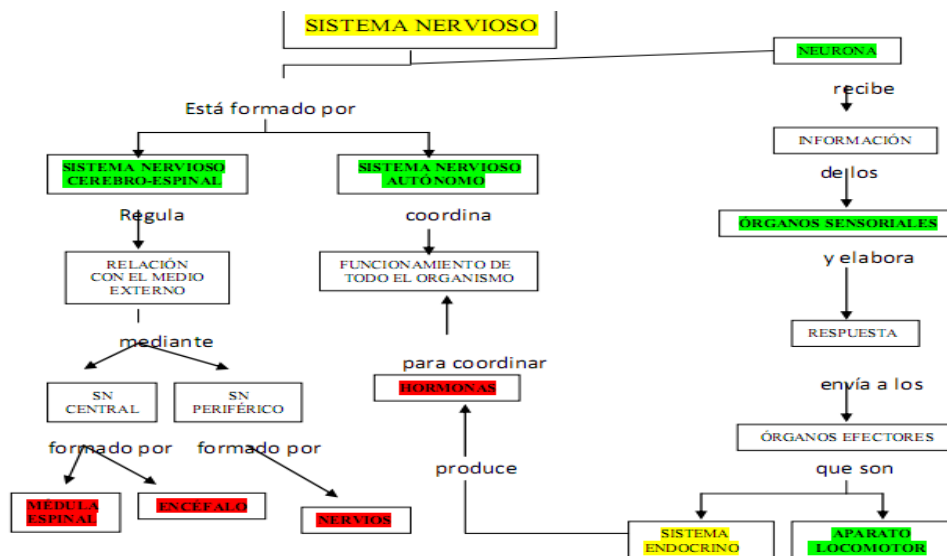 SISTEMA NERVIOSO
NEURONA
recibe
Está formado por
INFORMACIÓN
SISTEMA NERVIOSO
CEREBRO-ESPINAL
SISTEMA NERVIOSO
AUTÓNOMO
de los
Regula
coordina
ÓRGANOS SENSORIALES
RELACIÓN
CON EL MEDIO
EXTERNO
FUNCIONAMIENTO DE
TODO EL ORGANISMO
y elabora
RESPUESTA
mediante
para coordinar
SN
CENTRAL
SN
PERIFÉRICO
HORMONAS
envía a los
ÓRGANOS EFECTORES
formado por
formado por
produce
que son
MÉDULA
ESPINAL
ENCÉFALO
NERVIOS
SISTEMA
ENDOCRINO
APARATO
LOCOMOTOR